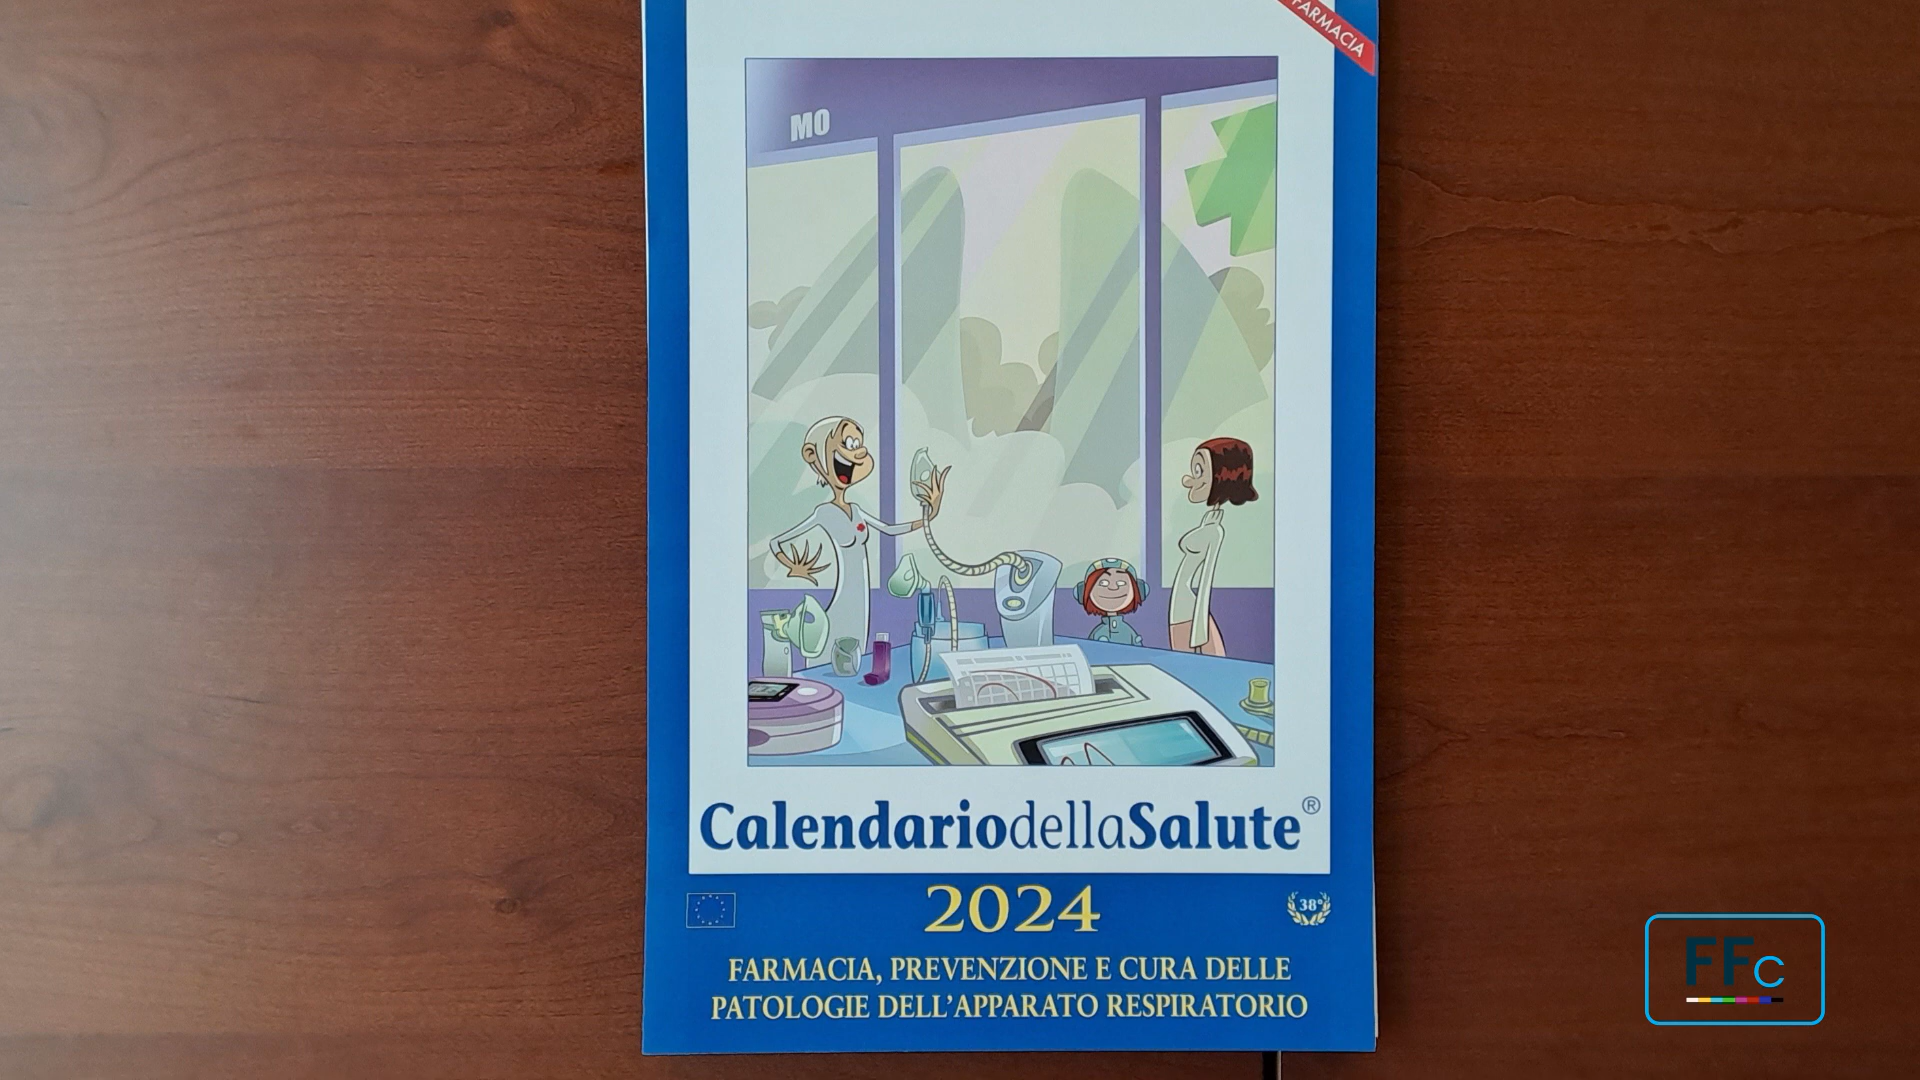 FARMACIA
MO
CalendariodellaSalute®
2024
38°
FARMACIA, PREVENZIONE E CURA DELLE
PATOLOGIE DELL'APPARATO RESPIRATORIO
FFC